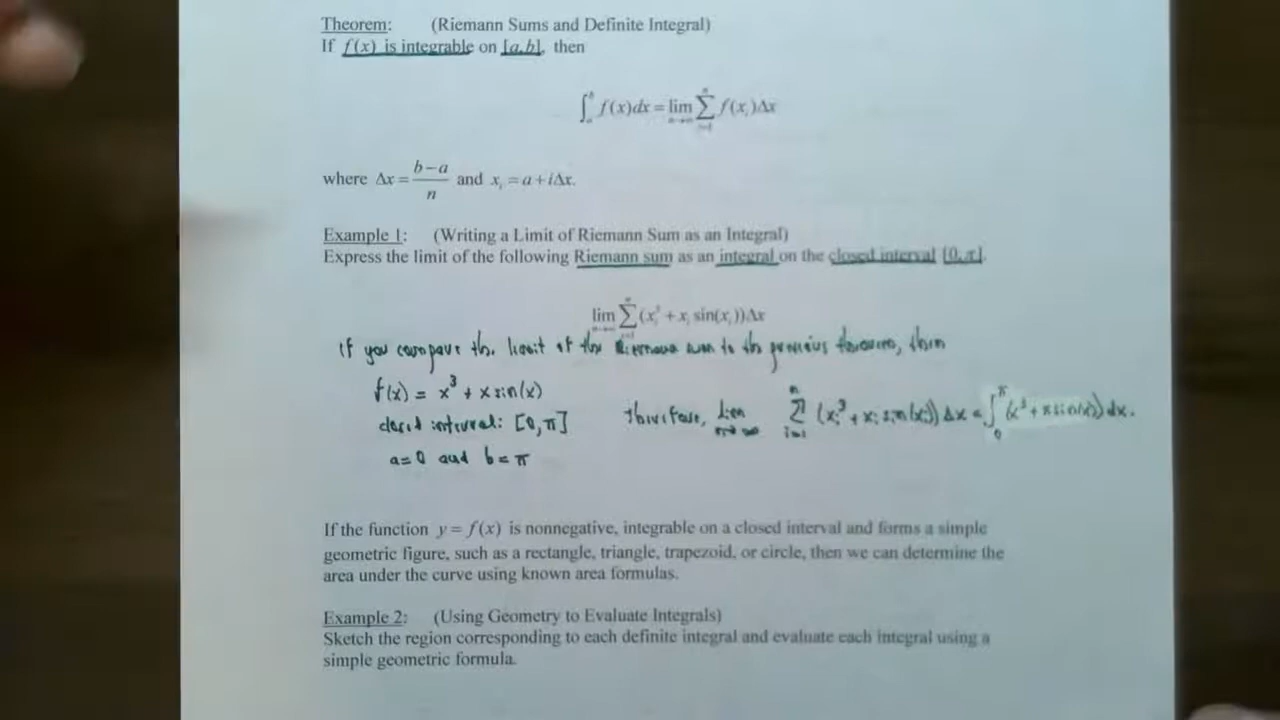 Theorem: (Riemann Sums and Definite Integral)
If f(x) is integrable on [a,b], then
∫_a^b f(x)dx = lim_{n→∞} ∑_{i=1}^n f(x_i)Δx
where Δx = (b−a)/n and x_i = a + iΔx.
Example 1: (Writing a Limit of Riemann Sum as an Integral)
Express the limit of the following Riemann sum as an integral on the closed interval [0, π].
lim_{n→∞} ∑_{i=1}^n (x_i^3 + x_i sin(x_i))Δx
If you compare the limit of the Riemann sum to the previous theorem, then
f(x) = x^3 + x sin(x)
closed interval: [0, π]
Therefore, lim_{n→∞} ∑_{i=1}^n (x_i^3 + x_i sin(x_i)) Δx = ∫_0^π (x^3 + x sin(x)) dx.
a=0 and b=π
If the function y = f(x) is nonnegative, integrable on a closed interval and forms a simple
geometric figure, such as a rectangle, triangle, trapezoid, or circle, then we can determine the
area under the curve using known area formulas.
Example 2: (Using Geometry to Evaluate Integrals)
Sketch the region corresponding to each definite integral and evaluate each integral using a
simple geometric formula.